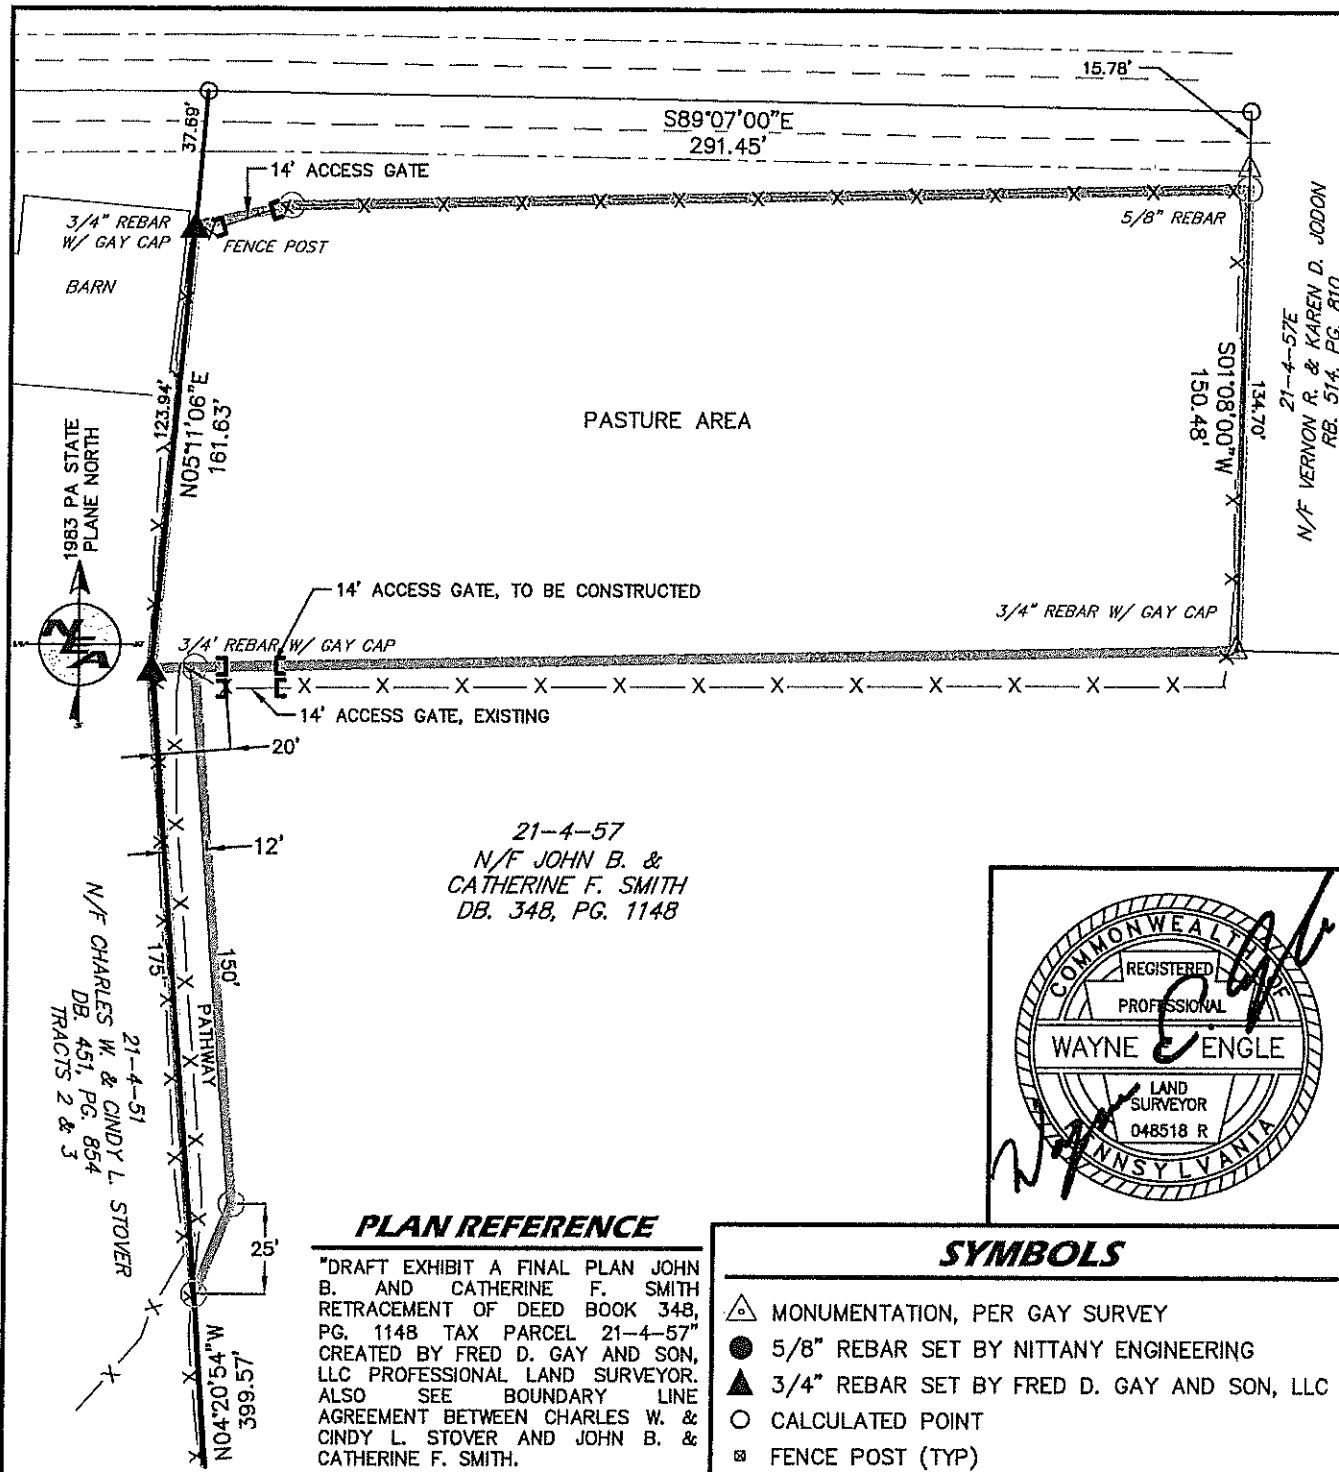 15.78'
S89°07'00"E
291.45'
37.69'
14' ACCESS GATE
3/4" REBAR
W/ GAY CAP
FENCE POST
5/8" REBAR
BARN
21-4-57E
N/F VERNON R. & KAREN D. JODON
RB. 514, PG. 810
123.94'
N05°11'06"E
161.63'
PASTURE AREA
S01°08'00"W
150.48'
134.70'
1983 PA STATE
PLANE NORTH
NEA
14' ACCESS GATE, TO BE CONSTRUCTED
3/4" REBAR W/ GAY CAP
3/4' REBAR W/ GAY CAP
14' ACCESS GATE, EXISTING
20'
12'
21-4-57
N/F JOHN B. &
CATHERINE F. SMITH
DB. 348, PG. 1148
175'
150'
PATHWAY
21-4-51
N/F CHARLES W. & CINDY L. STOVER
DB. 451, PG. 854
TRACTS 2 & 3
25'
N04°20'54"W
399.57'
COMMONWEALTH OF
REGISTERED
PROFESSIONAL
WAYNE E. ENGLE
LAND
SURVEYOR
048518 R
PENNSYLVANIA
PLAN REFERENCE
"DRAFT EXHIBIT A FINAL PLAN JOHN
B. AND CATHERINE F. SMITH
RETRACEMENT OF DEED BOOK 348,
PG. 1148 TAX PARCEL 21-4-57"
CREATED BY FRED D. GAY AND SON,
LLC PROFESSIONAL LAND SURVEYOR.
ALSO SEE BOUNDARY LINE
AGREEMENT BETWEEN CHARLES W. &
CINDY L. STOVER AND JOHN B. &
CATHERINE F. SMITH.
SYMBOLS
MONUMENTATION, PER GAY SURVEY
5/8" REBAR SET BY NITTANY ENGINEERING
3/4" REBAR SET BY FRED D. GAY AND SON, LLC
CALCULATED POINT
FENCE POST (TYP)